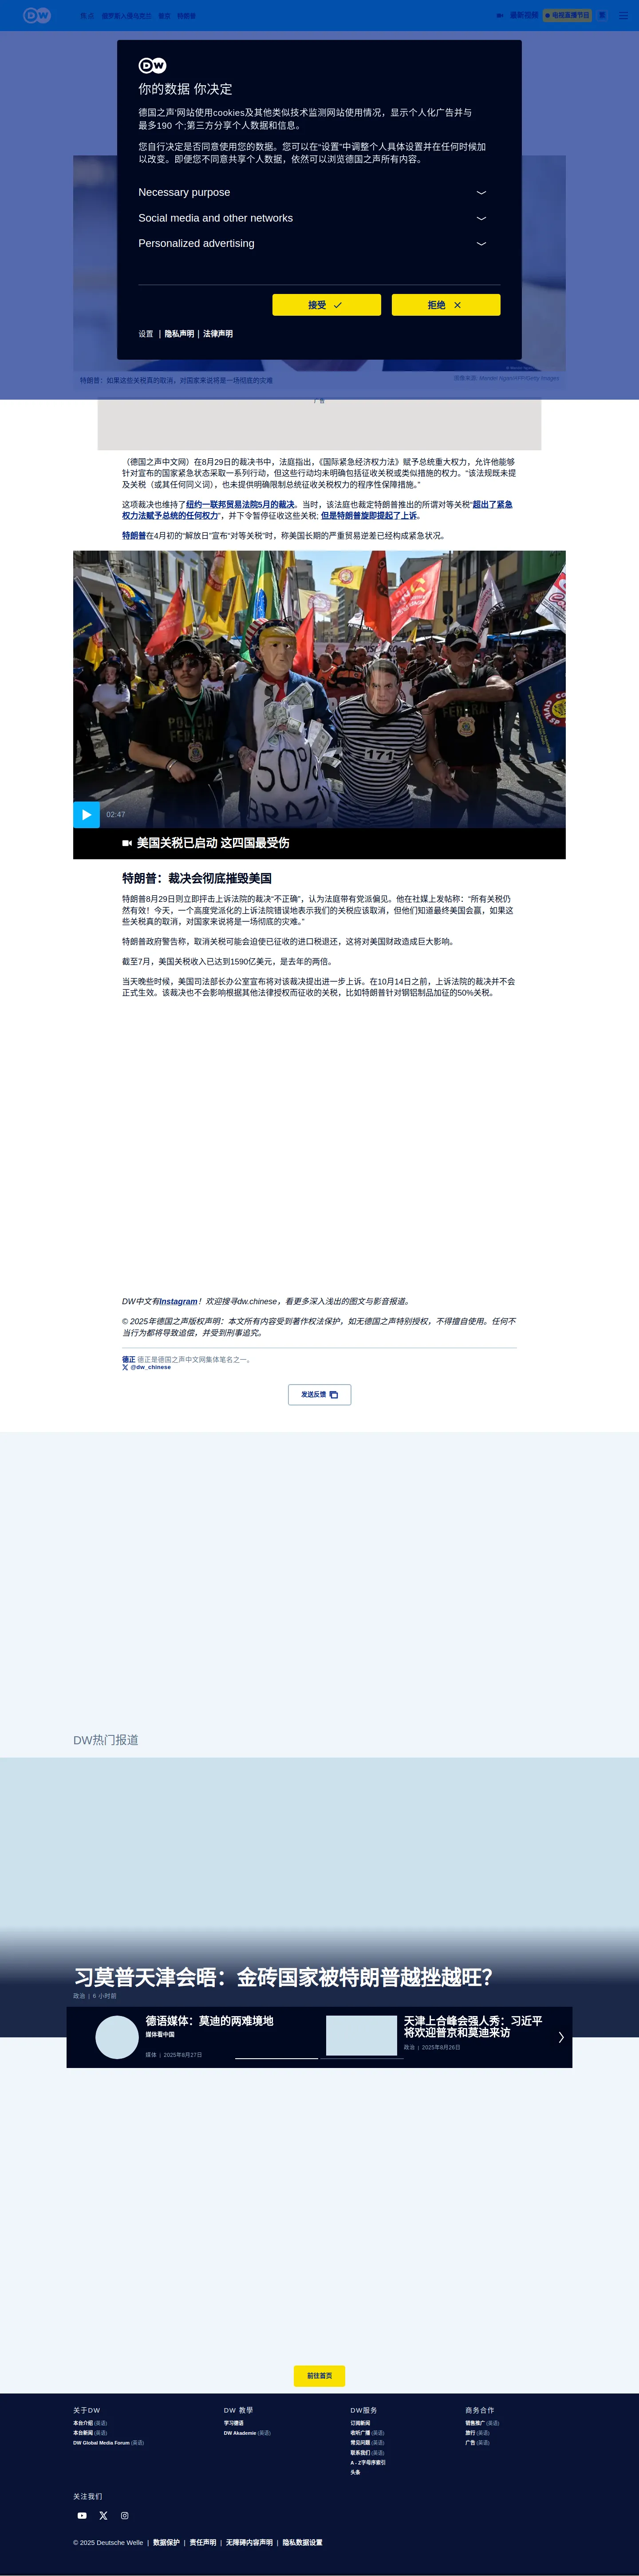 DW
焦点
俄罗斯入侵乌克兰
普京
特朗普
最新视频
电视直播节目
DW
你的数据 你决定
德国之声'网站使用cookies及其他类似技术监测网站使用情况，显示个人化广告并与
最多190 个;第三方分享个人数据和信息。
您自行决定是否同意使用您的数据。您可以在"设置"中调整个人具体设置并在任何时候加
以改变。即便您不同意共享个人数据，依然可以浏览德国之声所有内容。
Necessary purpose
Social media and other networks
Personalized advertising
接受
拒绝
设置 | 隐私声明 | 法律声明
特朗普：如果这些关税真的取消，对国家来说将是一场彻底的灾难
广告
（德国之声中文网）在8月29日的裁决书中，法庭指出，《国际紧急经济权力法》赋予总统重大权力，允许他能够
针对宣布的国家紧急状态采取一系列行动，但这些行动均未明确包括征收关税或类似措施的权力。“该法规既未提
及关税（或其任何同义词），也未提供明确限制总统征收关税权力的程序性保障措施。”
这项裁决也维持了纽约一联邦贸易法院5月的裁决。当时，该法庭也裁定特朗普推出的所谓对等关税“超出了紧急
权力法赋予总统的任何权力”，并下令暂停征收这些关税; 但是特朗普旋即提起了上诉。
特朗普在4月初的“解放日”宣布“对等关税”时，称美国长期的严重贸易逆差已经构成紧急状况。
POLÍCIA FEDERAL
50%
171
FEDERAL
02:47
美国关税已启动 这四国最受伤
特朗普：裁决会彻底摧毁美国
特朗普8月29日则立即抨击上诉法院的裁决“不正确”，认为法庭带有党派偏见。他在社媒上发帖称：“所有关税仍
然有效！今天，一个高度党派化的上诉法院错误地表示我们的关税应该取消，但他们知道最终美国会赢，如果这
些关税真的取消，对国家来说将是一场彻底的灾难。”
特朗普政府警告称，取消关税可能会迫使已征收的进口税退还，这将对美国财政造成巨大影响。
截至7月，美国关税收入已达到1590亿美元，是去年的两倍。
当天晚些时候，美国司法部长办公室宣布将对该裁决提出进一步上诉。在10月14日之前，上诉法院的裁决并不会
正式生效。该裁决也不会影响根据其他法律授权而征收的关税，比如特朗普针对钢铝制品加征的50%关税。
DW中文有Instagram！欢迎搜寻dw.chinese，看更多深入浅出的图文与影音报道。
© 2025年德国之声版权声明：本文所有内容受到著作权法保护，如无德国之声特别授权，不得擅自使用。任何不
当行为都将导致追偿，并受到刑事追究。
德正 德正是德国之声中文网集体笔名之一。
@dw_chinese
发送反馈
DW热门报道
习莫普天津会晤：金砖国家被特朗普越挫越旺？
政治 | 6 小时前
德语媒体：莫迪的两难境地
媒体看中国
媒体 | 2025年8月27日
天津上合峰会强人秀：习近平
将欢迎普京和莫迪来访
政治 | 2025年8月26日
前往首页
关于DW
本台介绍 (英语)
本台新闻 (英语)
DW Global Media Forum (英语)
DW 教學
学习德语
DW Akademie (英语)
DW服务
订阅新闻
收听广播 (英语)
常见问题 (英语)
联系我们 (英语)
A - Z字母序索引
头条
商务合作
销售推广 (英语)
旅行 (英语)
广告 (英语)
关注我们
© 2025 Deutsche Welle | 数据保护 | 责任声明 | 无障碍内容声明 | 隐私数据设置